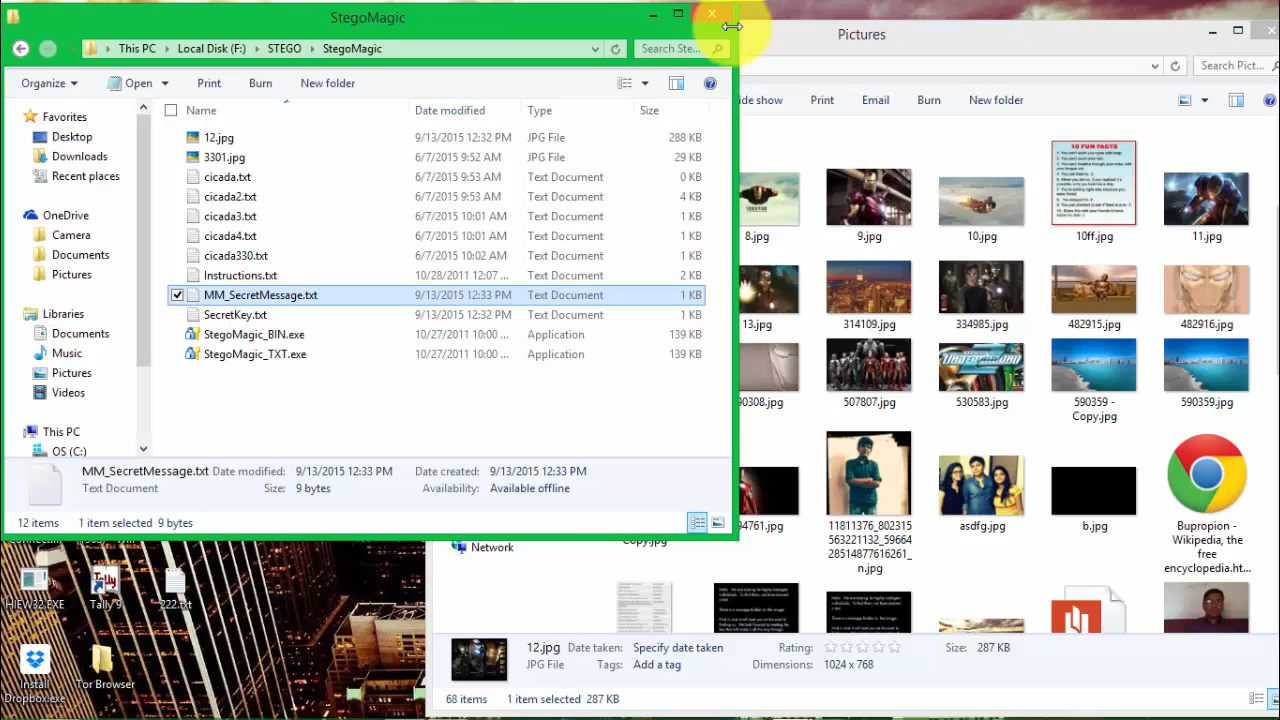 StegoMagic
This PC
Local Disk (F:)
STEGO
StegoMagic
Search Ste...
Organize
Open
Print
Burn
New folder
Favorites
Desktop
Downloads
Recent places
OneDrive
Camera
Documents
Pictures
Libraries
Documents
Music
Pictures
Videos
This PC
OS (C:)
Name Date modified Type Size
12.jpg 9/13/2015 12:32 PM JPG File 288 KB
3301.jpg 6/7/2015 9:52 AM JPG File 29 KB
cicada.txt 6/7/2015 9:53 AM Text Document 0 KB
cicada2.txt 6/7/2015 9:53 AM Text Document 4 KB
cicada3.txt 6/7/2015 10:01 AM Text Document 1 KB
cicada4.txt 6/7/2015 10:01 AM Text Document 1 KB
cicada330.txt 6/7/2015 10:02 AM Text Document 1 KB
Instructions.txt 10/28/2011 12:07 ... Text Document 2 KB
MM_SecretMessage.txt 9/13/2015 12:33 PM Text Document 1 KB
SecretKey.txt 9/13/2015 12:32 PM Text Document 1 KB
StegoMagic_BIN.exe 10/27/2011 10:00 ... Application 139 KB
StegoMagic_TXT.exe 10/27/2011 10:00 ... Application 139 KB
MM_SecretMessage.txt Date modified: 9/13/2015 12:33 PM Date created: 9/13/2015 12:33 PM
Text Document Size: 9 bytes Availability: Available offline
12 items 1 item selected 9 bytes
Pictures
Search Pict...
de show
Print
Email
Burn
New folder
10 FUN FACTS
8.jpg
9.jpg
10.jpg
10ff.jpg
11.jpg
13.jpg
314109.jpg
334985.jpg
482915.jpg
482916.jpg
90308.jpg
507807.jpg
530583.jpg
590359 -
Copy.jpg
590359.jpg
94761.jpg
11811376_802315
563221132_59664
28514877616261_
n.jpg
asdfg.jpg
b.jpg
Bupropion -
Wikipedia, the
free
... ht...
Network
Copy.jpg
12.jpg Date taken: Specify date taken Rating: Size: 287 KB
JPG File Tags: Add a tag Dimensions: 1024 x 768
68 items 1 item selected 287 KB
HIEW32.EXE
Tally 9
222.txt
Install
Dropbox.exe
Tor Browser